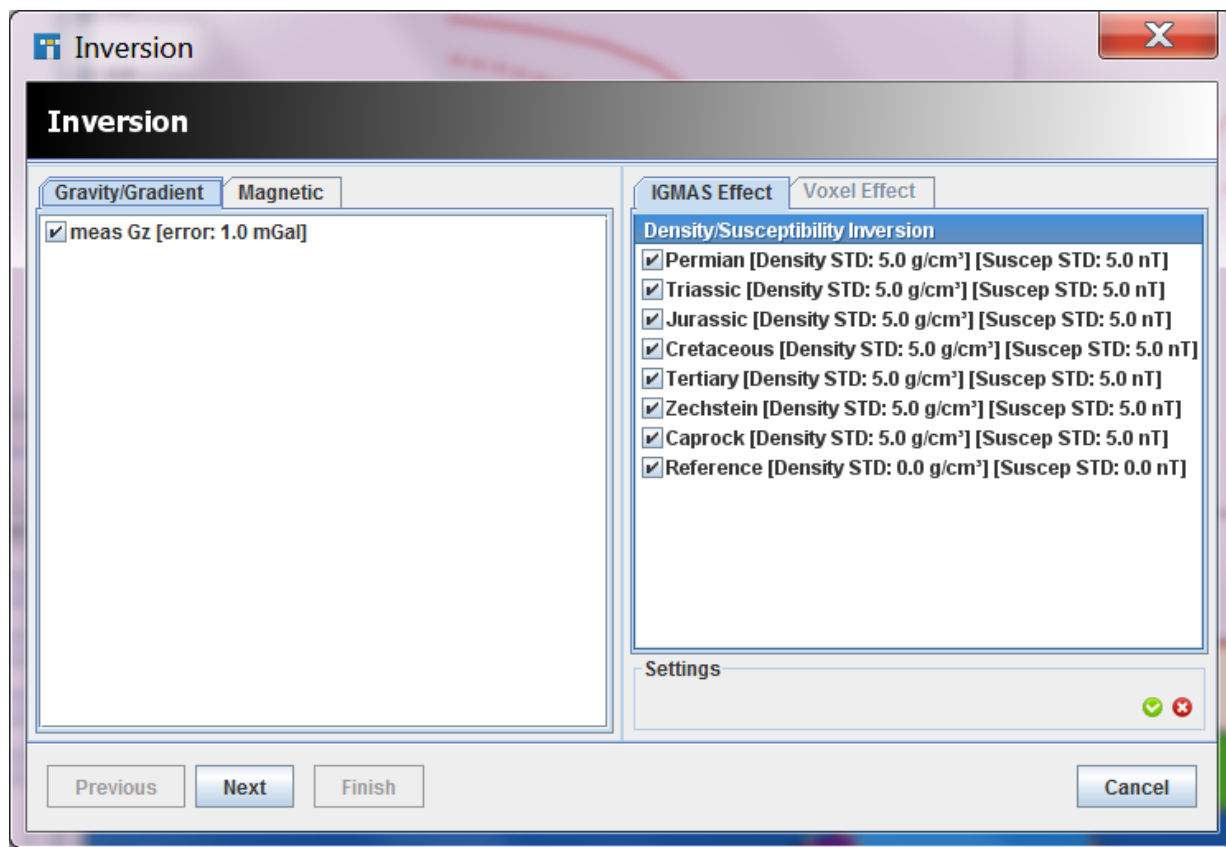 Inversion
Inversion
Gravity/Gradient Magnetic
meas Gz [error: 1.0 mGal]
IGMAS Effect Voxel Effect
Density/Susceptibility Inversion
Permian [Density STD: 5.0 g/cm³] [Suscep STD: 5.0 nT]
Triassic [Density STD: 5.0 g/cm³] [Suscep STD: 5.0 nT]
Jurassic [Density STD: 5.0 g/cm³] [Suscep STD: 5.0 nT]
Cretaceous [Density STD: 5.0 g/cm³] [Suscep STD: 5.0 nT]
Tertiary [Density STD: 5.0 g/cm³] [Suscep STD: 5.0 nT]
Zechstein [Density STD: 5.0 g/cm³] [Suscep STD: 5.0 nT]
Caprock [Density STD: 5.0 g/cm³] [Suscep STD: 5.0 nT]
Reference [Density STD: 0.0 g/cm³] [Suscep STD: 0.0 nT]
Settings
Previous Next Finish Cancel